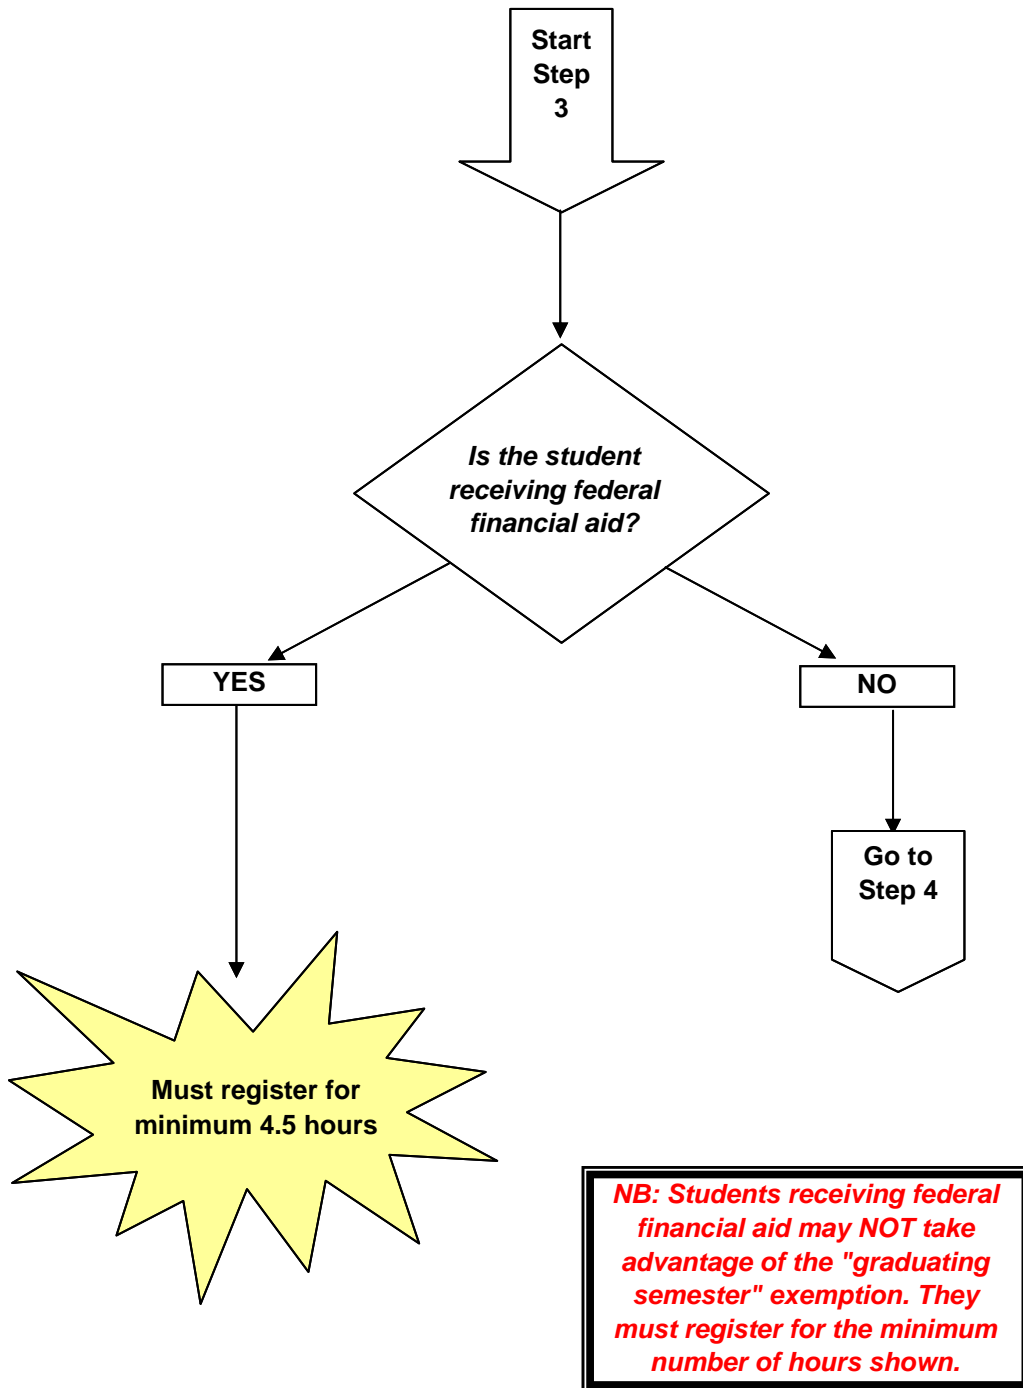 Start
Step
3
Is the student
receiving federal
financial aid?
YES
NO
Go to
Step 4
Must register for
minimum 4.5 hours
NB: Students receiving federal
financial aid may NOT take
advantage of the "graduating
semester" exemption. They
must register for the minimum
number of hours shown.